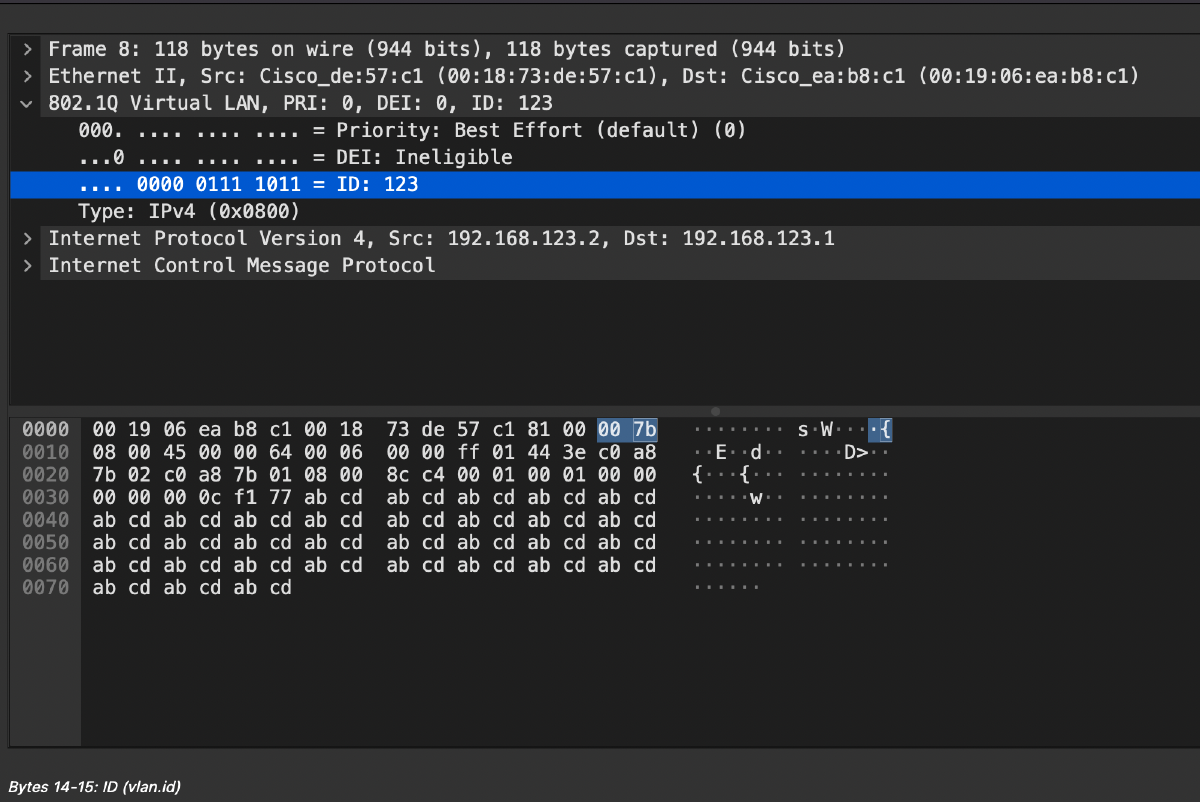 > Frame 8: 118 bytes on wire (944 bits), 118 bytes captured (944 bits)
> Ethernet II, Src: Cisco_de:57:c1 (00:18:73:de:57:c1), Dst: Cisco_ea:b8:c1 (00:19:06:ea:b8:c1)
802.1Q Virtual LAN, PRI: 0, DEI: 0, ID: 123
000. .... .... .... = Priority: Best Effort (default) (0)
...0 .... .... .... = DEI: Ineligible
.... 0000 0111 1011 = ID: 123
Type: IPv4 (0x0800)
> Internet Protocol Version 4, Src: 192.168.123.2, Dst: 192.168.123.1
> Internet Control Message Protocol
0000 00 19 06 ea b8 c1 00 18 73 de 57 c1 81 00 00 7b ········ s·W····{
0010 08 00 45 00 00 64 00 06 00 00 ff 01 44 3e c0 a8 ··E··d·· ····D>··
0020 7b 02 c0 a8 7b 01 08 00 8c c4 00 01 00 01 00 00 {···{··· ········
0030 00 00 00 0c f1 77 ab cd ab cd ab cd ab cd ab cd ·····w·· ········
0040 ab cd ab cd ab cd ab cd ab cd ab cd ab cd ab cd ········ ········
0050 ab cd ab cd ab cd ab cd ab cd ab cd ab cd ab cd ········ ········
0060 ab cd ab cd ab cd ab cd ab cd ab cd ab cd ab cd ········ ········
0070 ab cd ab cd ab cd ······
Bytes 14-15: ID (vlan.id)